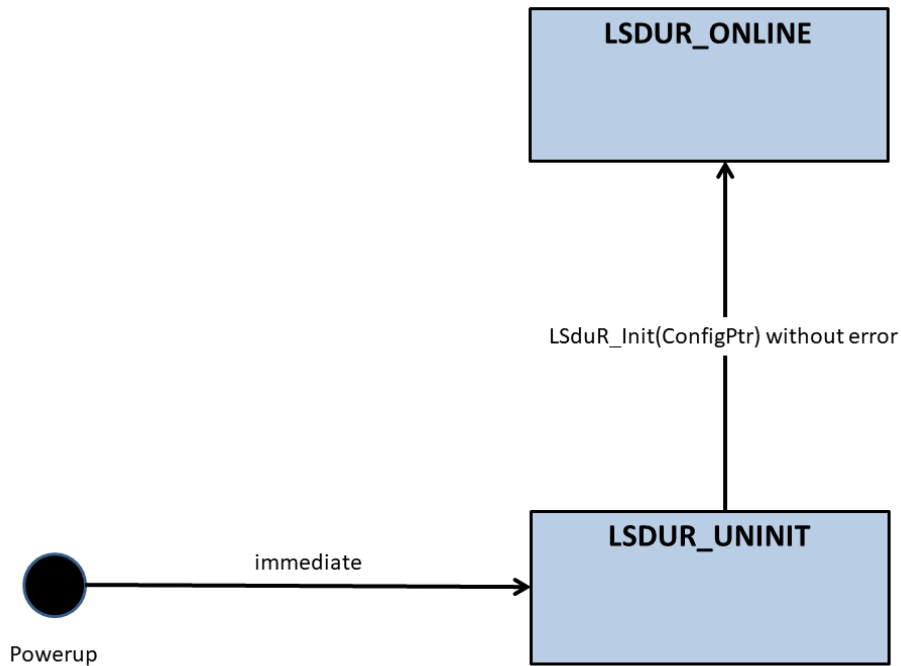 LSDUR_ONLINE
LSduR_Init(ConfigPtr) without error
LSDUR_UNINIT
immediate
Powerup